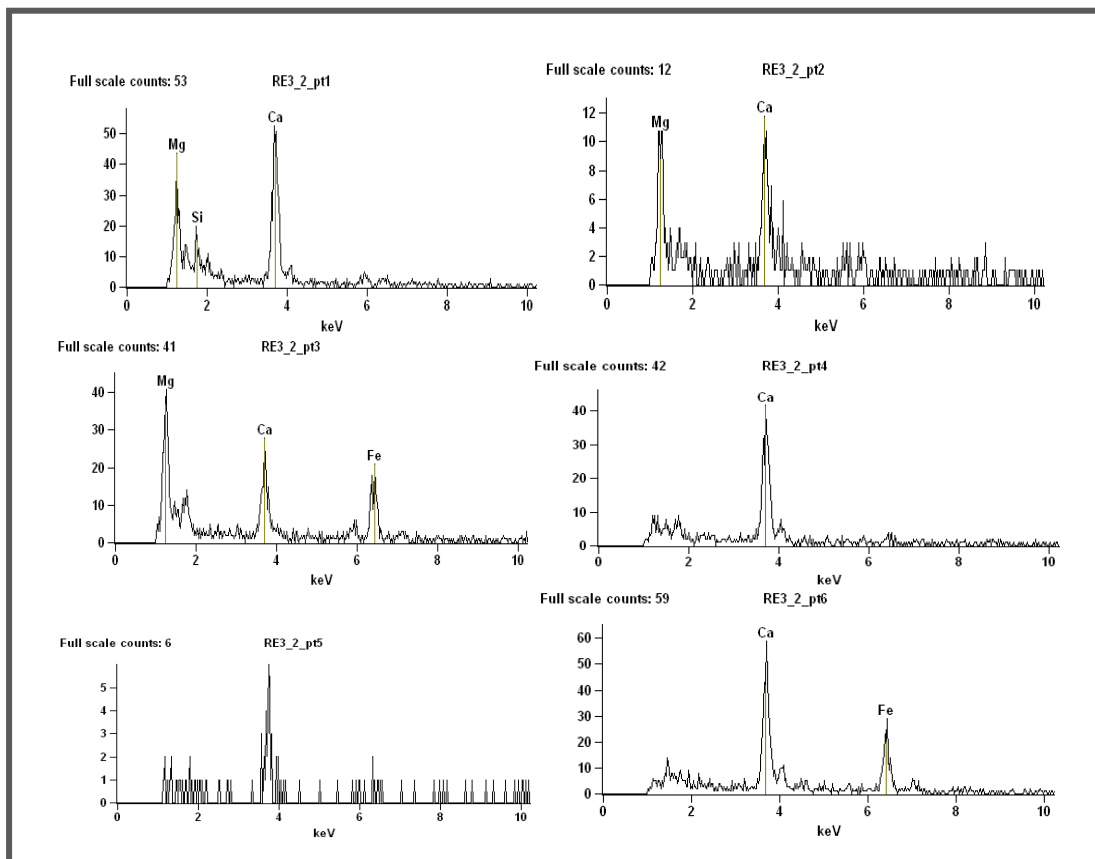 Full scale counts: 53 RE3_2_pt1
50
40
30
20
10
0
Mg
Si
Ca
0 2 4 6 8 10
keV
Full scale counts: 12 RE3_2_pt2
12
10
8
6
4
2
0
Mg
Ca
0 2 4 6 8 10
keV
Full scale counts: 41 RE3_2_pt3
40
30
20
10
0
Mg
Ca
Fe
0 2 4 6 8 10
keV
Full scale counts: 42 RE3_2_pt4
40
30
20
10
0
Ca
0 2 4 6 8 10
keV
Full scale counts: 6 RE3_2_pt5
5
4
3
2
1
0
0 2 4 6 8 10
keV
Full scale counts: 59 RE3_2_pt6
60
50
40
30
20
10
0
Ca
Fe
0 2 4 6 8 10
keV